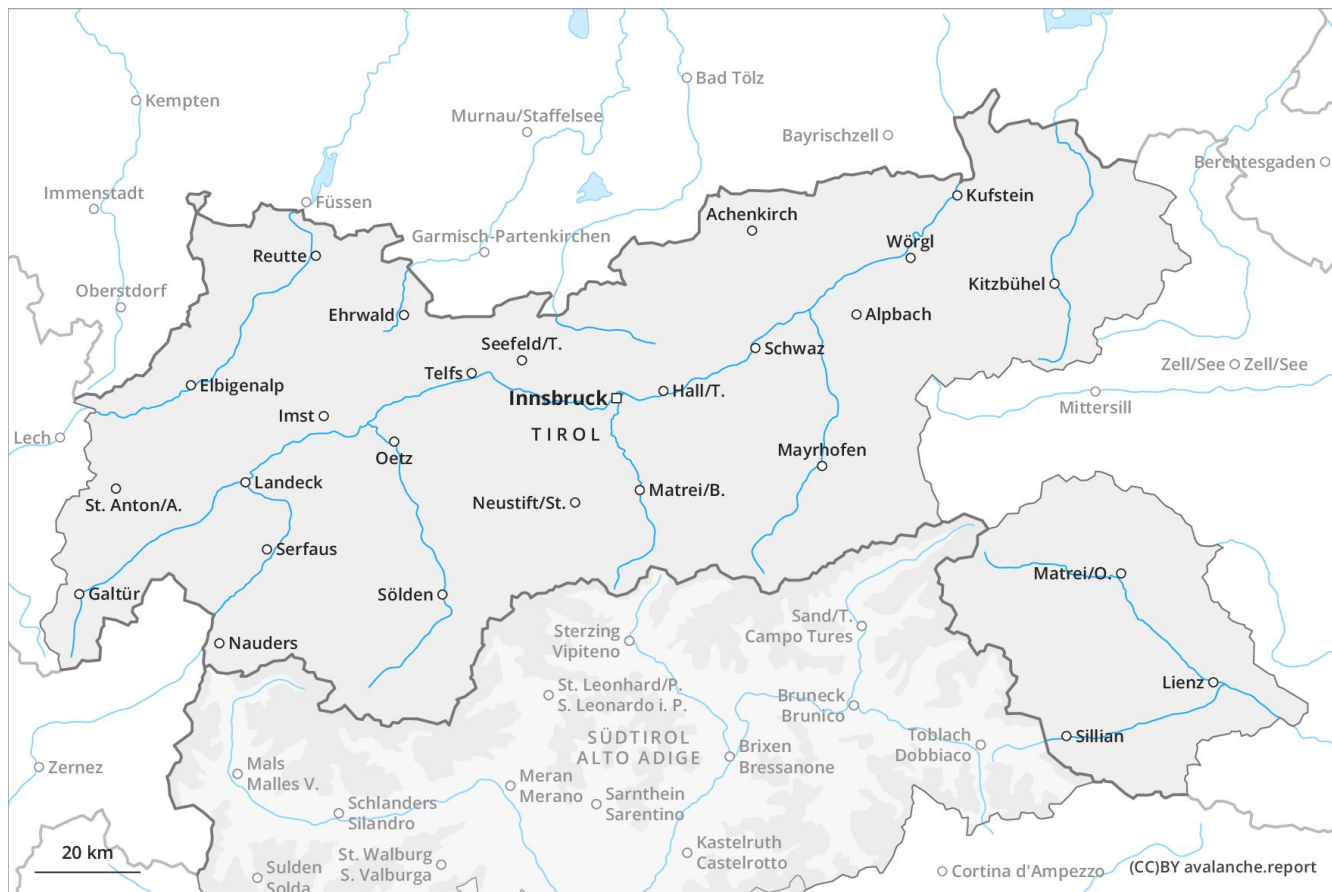 Kempten
Bad Tölz
Murnau/Staffelsee
Bayrischzell
Berchtesgaden
Immenstadt
Füssen
Kufstein
Achenkirch
Garmisch-Partenkirchen
Wörgl
Reutte
Kitzbühel
Oberstdorf
Ehrwald
Alpbach
Seefeld/T.
Schwaz
Zell/See
Zell/See
Telfs
Elbigenalp
Hall/T.
Innsbruck
Mittersill
Imst
Lech
TIROL
Oetz
Mayrhofen
Landeck
St. Anton/A.
Neustift/St.
Matrei/B.
Serfaus
Matrei/O.
Galtür
Sölden
Sand/T.
Campo Tures
Sterzing
Vipiteno
Nauders
Lienz
St. Leonhard/P.
S. Leonardo i. P.
Bruneck
Brunico
SÜDTIROL
ALTO ADIGE
Toblach
Dobbiaco
Sillian
Brixen
Bressanone
Zernez
Mals
Malles V.
Meran
Merano
Sarnthein
Sarentino
Schlanders
Silandro
Kastelruth
Castelrotto
20 km
St. Walburg
S. Valburga
Sulden
Solda
Cortina d'Ampezzo
(CC)BY avalanche.report